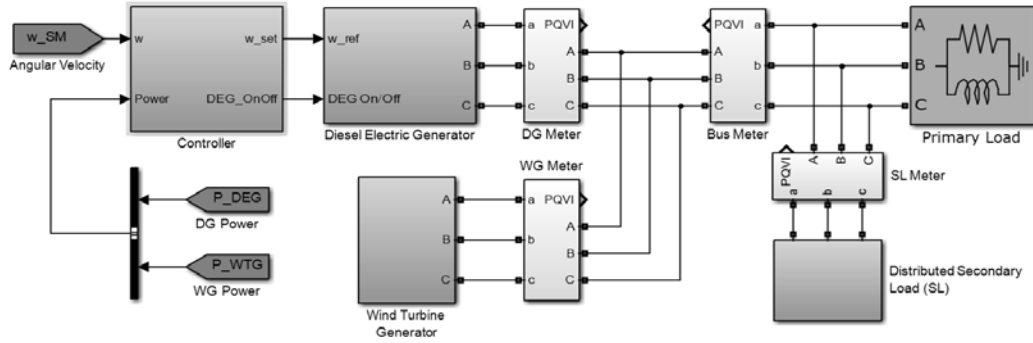 w_SM
Angular Velocity
w
Power
w_set
DEG_OnOff
Controller
w_ref
DEG On/Off
A
B
C
Diesel Electric Generator
a
b
c
PQVI
A
B
C
DG Meter
PQVI
A
B
C
a
b
c
Bus Meter
A
B
C
Primary Load
P_DEG
DG Power
P_WTG
WG Power
A
B
C
Wind Turbine
Generator
WG Meter
a
b
c
PQVI
A
B
C
PQVI
A
B
C
a
b
c
SL Meter
Distributed Secondary
Load (SL)